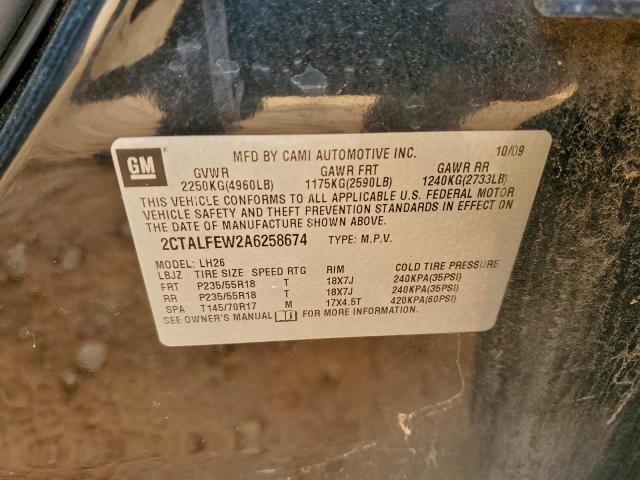 GM
MFD BY CAMI AUTOMOTIVE INC. 10/09
GVWR GAWR FRT GAWR RR
2250KG(4960LB) 1175KG(2590LB) 1240KG(2733LB)
THIS VEHICLE CONFORMS TO ALL APPLICABLE U.S. FEDERAL MOTOR
VEHICLE SAFETY AND THEFT PREVENTION STANDARDS IN EFFECT ON
THE DATE OF MANUFACTURE SHOWN ABOVE.
2CTALFEW2A6258674 TYPE: M.P.V.
MODEL: LH26
LBJZ TIRE SIZE SPEED RTG RIM COLD TIRE PRESSURE
FRT P235/55R18 T 18X7J 240KPA(35PSI)
RR P235/55R18 T 18X7J 240KPA(35PSI)
SPA T145/70R17 M 17X4.5T 420KPA(60PSI)
SEE OWNER'S MANUAL FOR MORE INFORMATION.